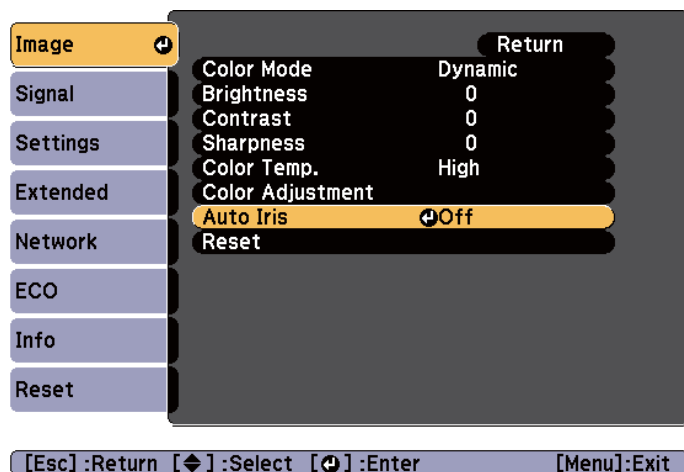 Image
Signal
Settings
Extended
Network
ECO
Info
Reset
Return
Color Mode Dynamic
Brightness 0
Contrast 0
Sharpness 0
Color Temp. High
Color Adjustment
Auto Iris Off
Reset
[Esc] :Return [◆] :Select [⏎] :Enter [Menu]:Exit